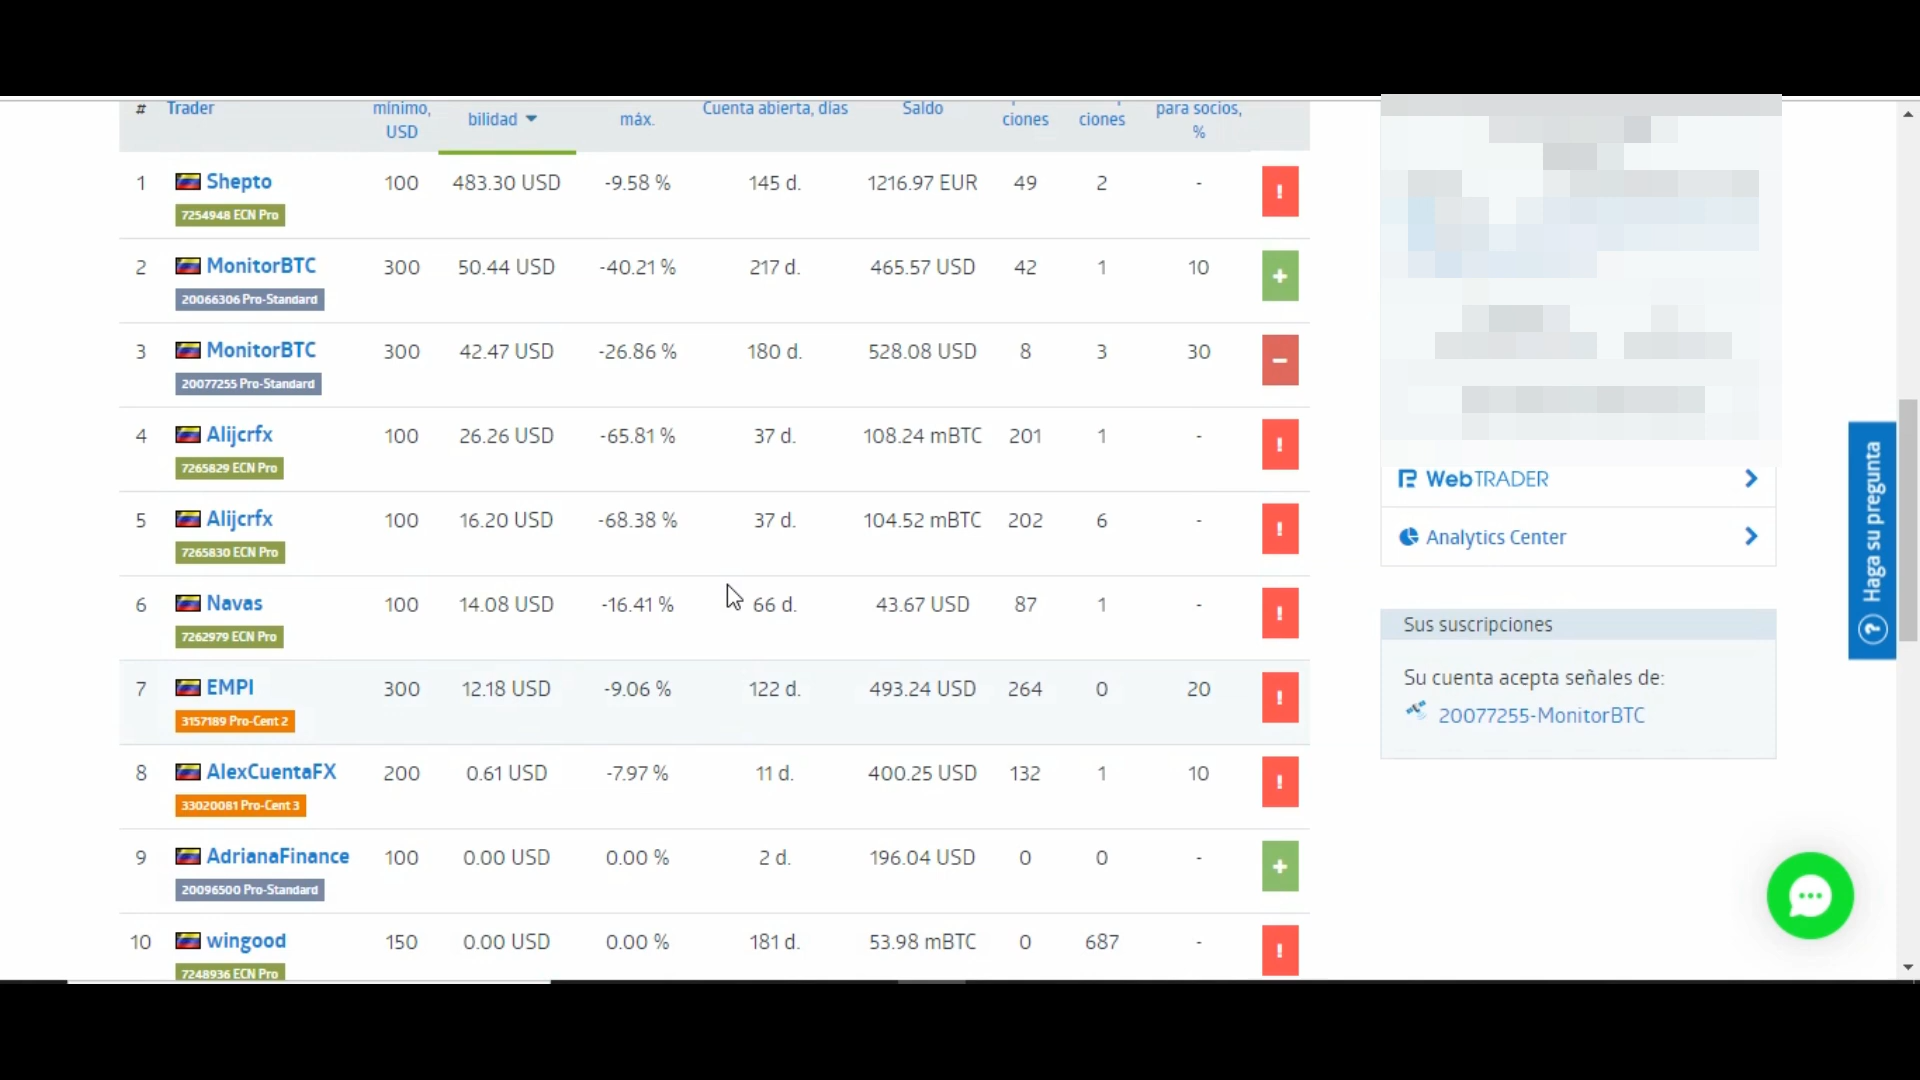 # Trader mínimo, USD bilidad máx. Cuenta abierta, días Saldo ciones ciones para socios, %
1 Shepto 100 483.30 USD -9.58 % 145 d. 1216.97 EUR 49 2 - !
7254948 ECN Pro
2 MonitorBTC 300 50.44 USD -40.21 % 217 d. 465.57 USD 42 1 10 +
20066306 Pro-Standard
3 MonitorBTC 300 42.47 USD -26.86 % 180 d. 528.08 USD 8 3 30 −
20077255 Pro-Standard
4 Alijcrfx 100 26.26 USD -65.81 % 37 d. 108.24 mBTC 201 1 - !
7265829 ECN Pro
5 Alijcrfx 100 16.20 USD -68.38 % 37 d. 104.52 mBTC 202 6 - !
7265830 ECN Pro
6 Navas 100 14.08 USD -16.41 % 66 d. 43.67 USD 87 1 - !
7262979 ECN Pro
7 EMPI 300 12.18 USD -9.06 % 122 d. 493.24 USD 264 0 20 !
3157189 Pro-Cent 2
8 AlexCuentaFX 200 0.61 USD -7.97 % 11 d. 400.25 USD 132 1 10 !
33020081 Pro-Cent 3
9 AdrianaFinance 100 0.00 USD 0.00 % 2 d. 196.04 USD 0 0 - +
20096500 Pro-Standard
10 wingood 150 0.00 USD 0.00 % 181 d. 53.98 mBTC 0 687 - !
7248936 ECN Pro
WebTRADER
Analytics Center
Sus suscripciones
Su cuenta acepta señales de:
20077255-MonitorBTC
Haga su pregunta